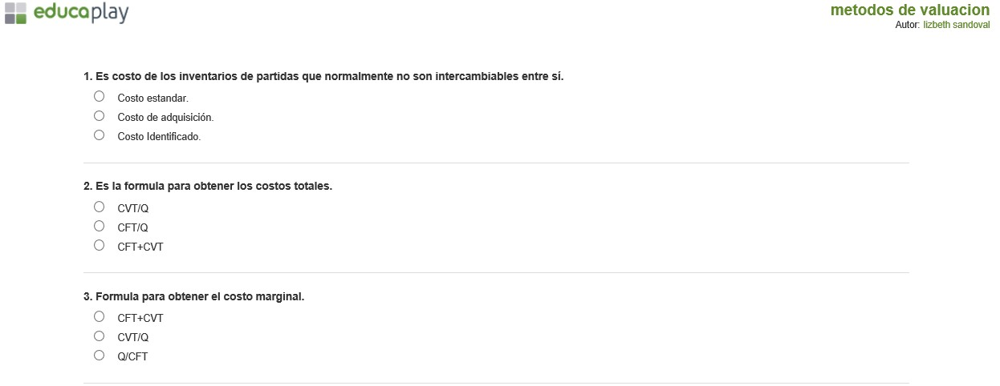 educaplay
metodos de valuacion
Autor: lizbeth sandoval
1. Es costo de los inventarios de partidas que normalmente no son intercambiables entre sí.
Costo estandar.
Costo de adquisición.
Costo Identificado.
2. Es la formula para obtener los costos totales.
CVT/Q
CFT/Q
CFT+CVT
3. Formula para obtener el costo marginal.
CFT+CVT
CVT/Q
Q/CFT